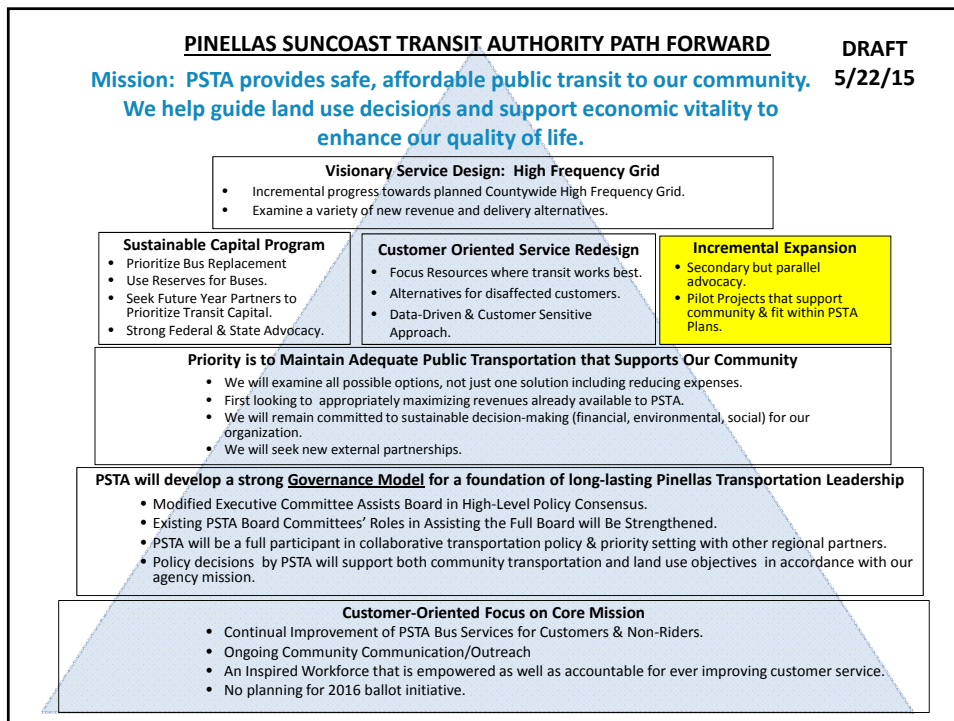 PINELLAS SUNCOAST TRANSIT AUTHORITY PATH FORWARD
DRAFT
5/22/15
Mission:  PSTA provides safe, affordable public transit to our community.
We help guide land use decisions and support economic vitality to
enhance our quality of life.
Visionary Service Design:  High Frequency Grid
• Incremental progress towards planned Countywide High Frequency Grid.
• Examine a variety of new revenue and delivery alternatives.
Sustainable Capital Program
• Prioritize Bus Replacement
• Use Reserves for Buses.
• Seek Future Year Partners to
Prioritize Transit Capital.
• Strong Federal & State Advocacy.
Customer Oriented Service Redesign
• Focus Resources where transit works best.
• Alternatives for disaffected customers.
• Data-Driven & Customer Sensitive
Approach.
Incremental Expansion
• Secondary but parallel
advocacy.
• Pilot Projects that support
community & fit within PSTA
Plans.
Priority is to Maintain Adequate Public Transportation that Supports Our Community
• We will examine all possible options, not just one solution including reducing expenses.
• First looking to  appropriately maximizing revenues already available to PSTA.
• We will remain committed to sustainable decision-making (financial, environmental, social) for our
organization.
• We will seek new external partnerships.
PSTA will develop a strong Governance Model for a foundation of long-lasting Pinellas Transportation Leadership
• Modified Executive Committee Assists Board in High-Level Policy Consensus.
• Existing PSTA Board Committees' Roles in Assisting the Full Board will Be Strengthened.
• PSTA will be a full participant in collaborative transportation policy & priority setting with other regional partners.
• Policy decisions  by PSTA will support both community transportation and land use objectives  in accordance with our
agency mission.
Customer-Oriented Focus on Core Mission
• Continual Improvement of PSTA Bus Services for Customers & Non-Riders.
• Ongoing Community Communication/Outreach
• An Inspired Workforce that is empowered as well as accountable for ever improving customer service.
• No planning for 2016 ballot initiative.